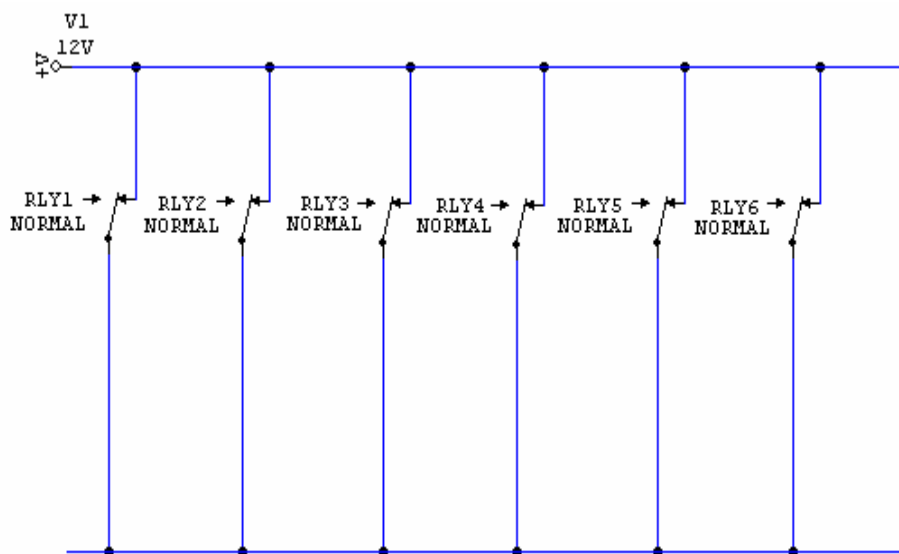 V1
12V
+V
RLY1
NORMAL
RLY2
NORMAL
RLY3
NORMAL
RLY4
NORMAL
RLY5
NORMAL
RLY6
NORMAL